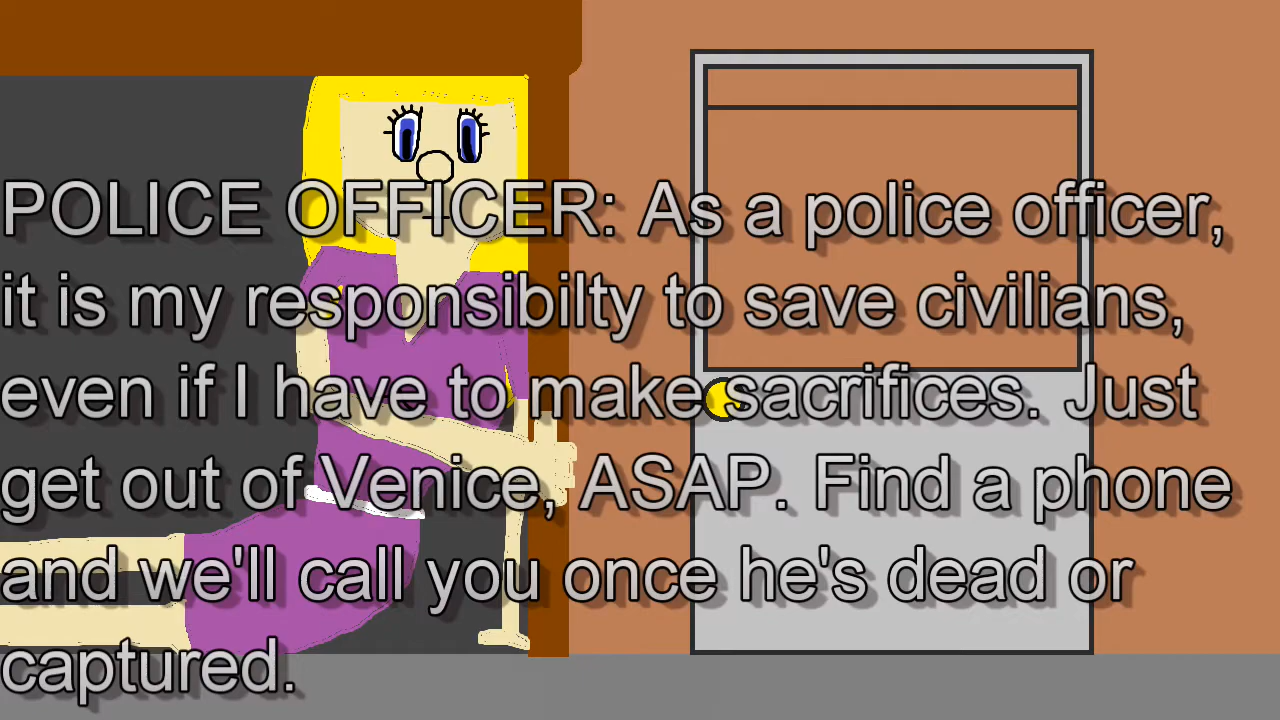 POLICE OFFICER: As a police officer,
it is my responsibilty to save civilians,
even if I have to make sacrifices. Just
get out of Venice, ASAP. Find a phone
and we'll call you once he's dead or
captured.